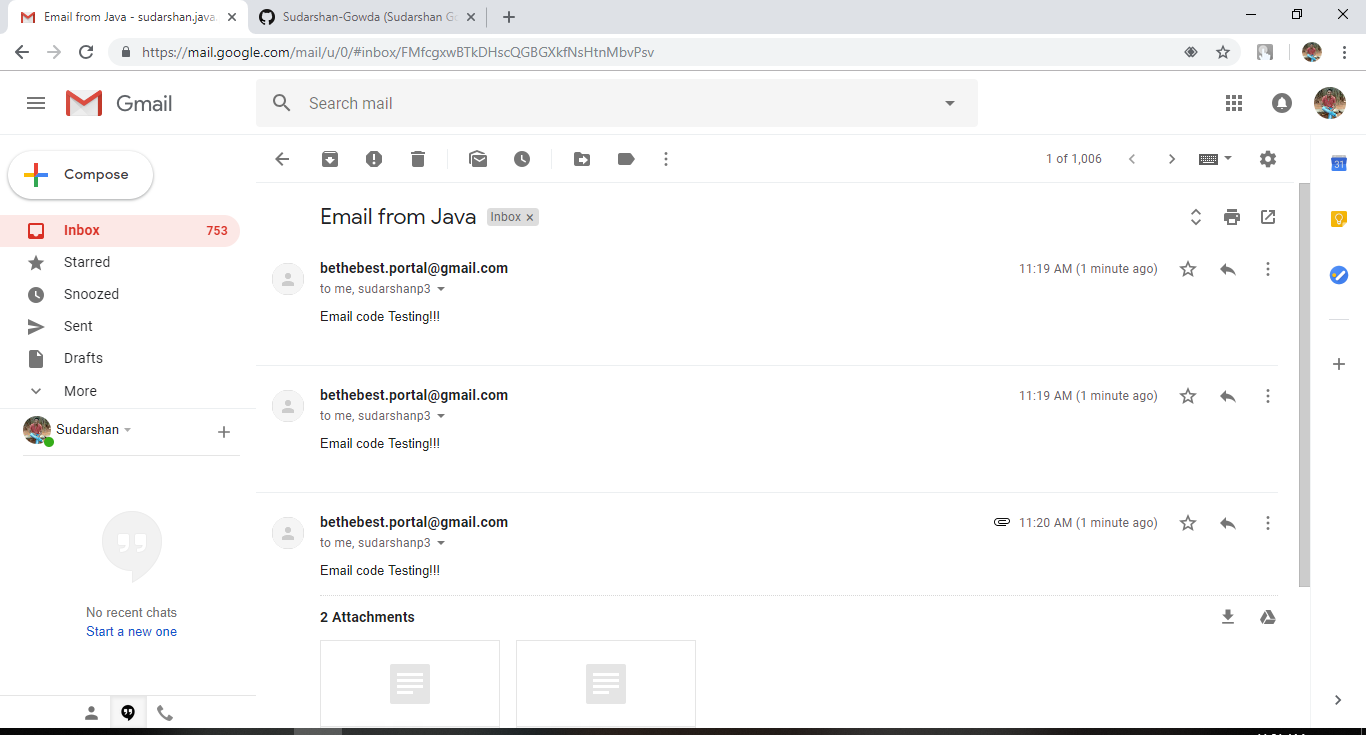 Email from Java - sudarshan.java
Sudarshan-Gowda (Sudarshan Go
https://mail.google.com/mail/u/0/#inbox/FMfcgxwBTkDHscQGBGXkfNsHtnMbvPsv
Gmail
Search mail
Compose
1 of 1,006
31
Email from Java
Inbox x
Inbox 753
Starred
Snoozed
Sent
Drafts
More
Sudarshan
No recent chats
Start a new one
bethebest.portal@gmail.com
11:19 AM (1 minute ago)
to me, sudarshanp3
Email code Testing!!!
bethebest.portal@gmail.com
11:19 AM (1 minute ago)
to me, sudarshanp3
Email code Testing!!!
bethebest.portal@gmail.com
11:20 AM (1 minute ago)
to me, sudarshanp3
Email code Testing!!!
2 Attachments